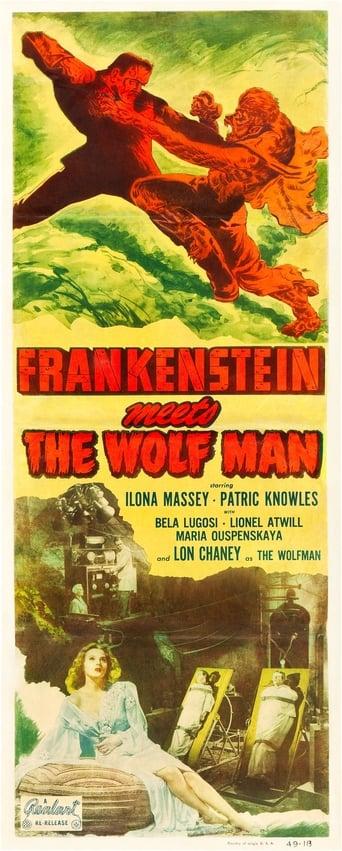 FRANKENSTEIN
meets
THE WOLF MAN
starring
ILONA MASSEY · PATRIC KNOWLES
with
BELA LUGOSI · LIONEL ATWILL
MARIA OUSPENSKAYA
and LON CHANEY as THE WOLFMAN
A
Realart
RE-RELEASE
49-18